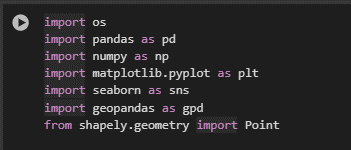 import os
import pandas as pd
import numpy as np
import matplotlib.pyplot as plt
import seaborn as sns
import geopandas as gpd
from shapely.geometry import Point